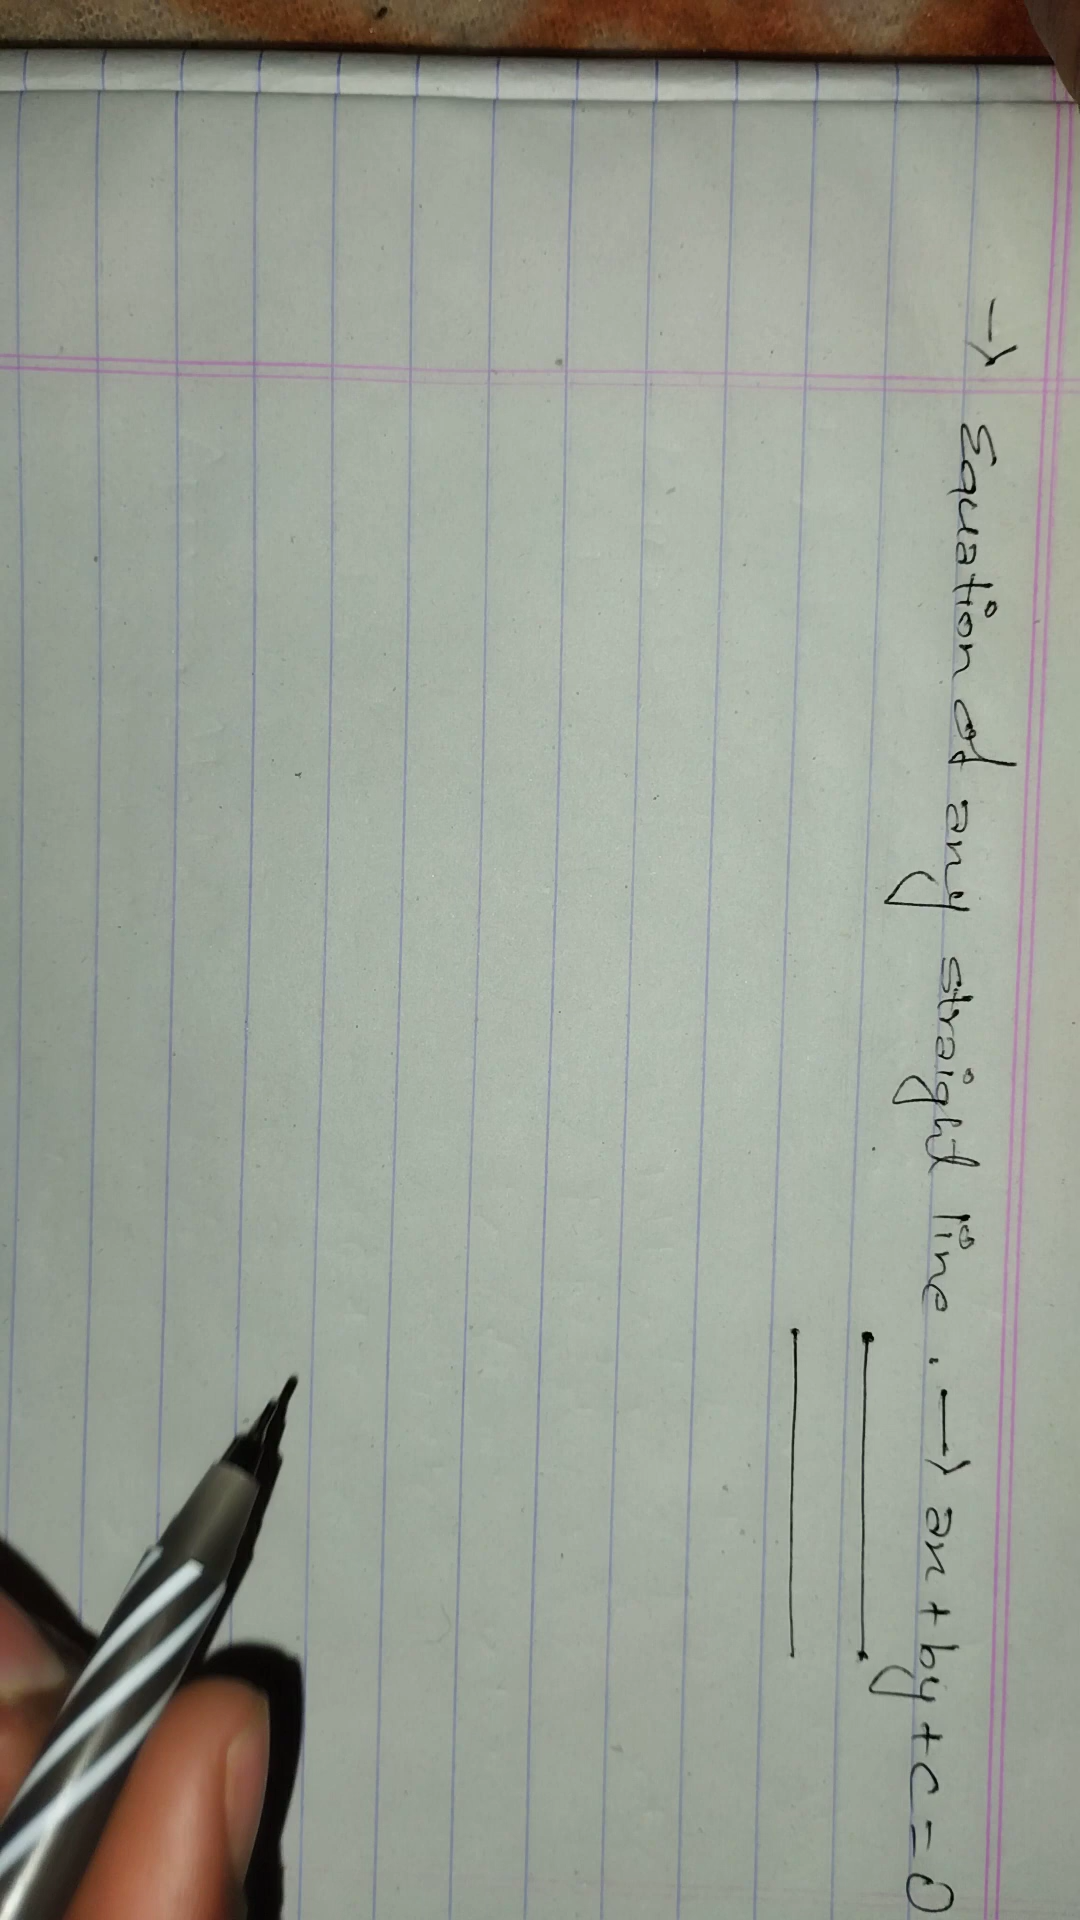 → Equation of any straight line. → ax + by + c = 0